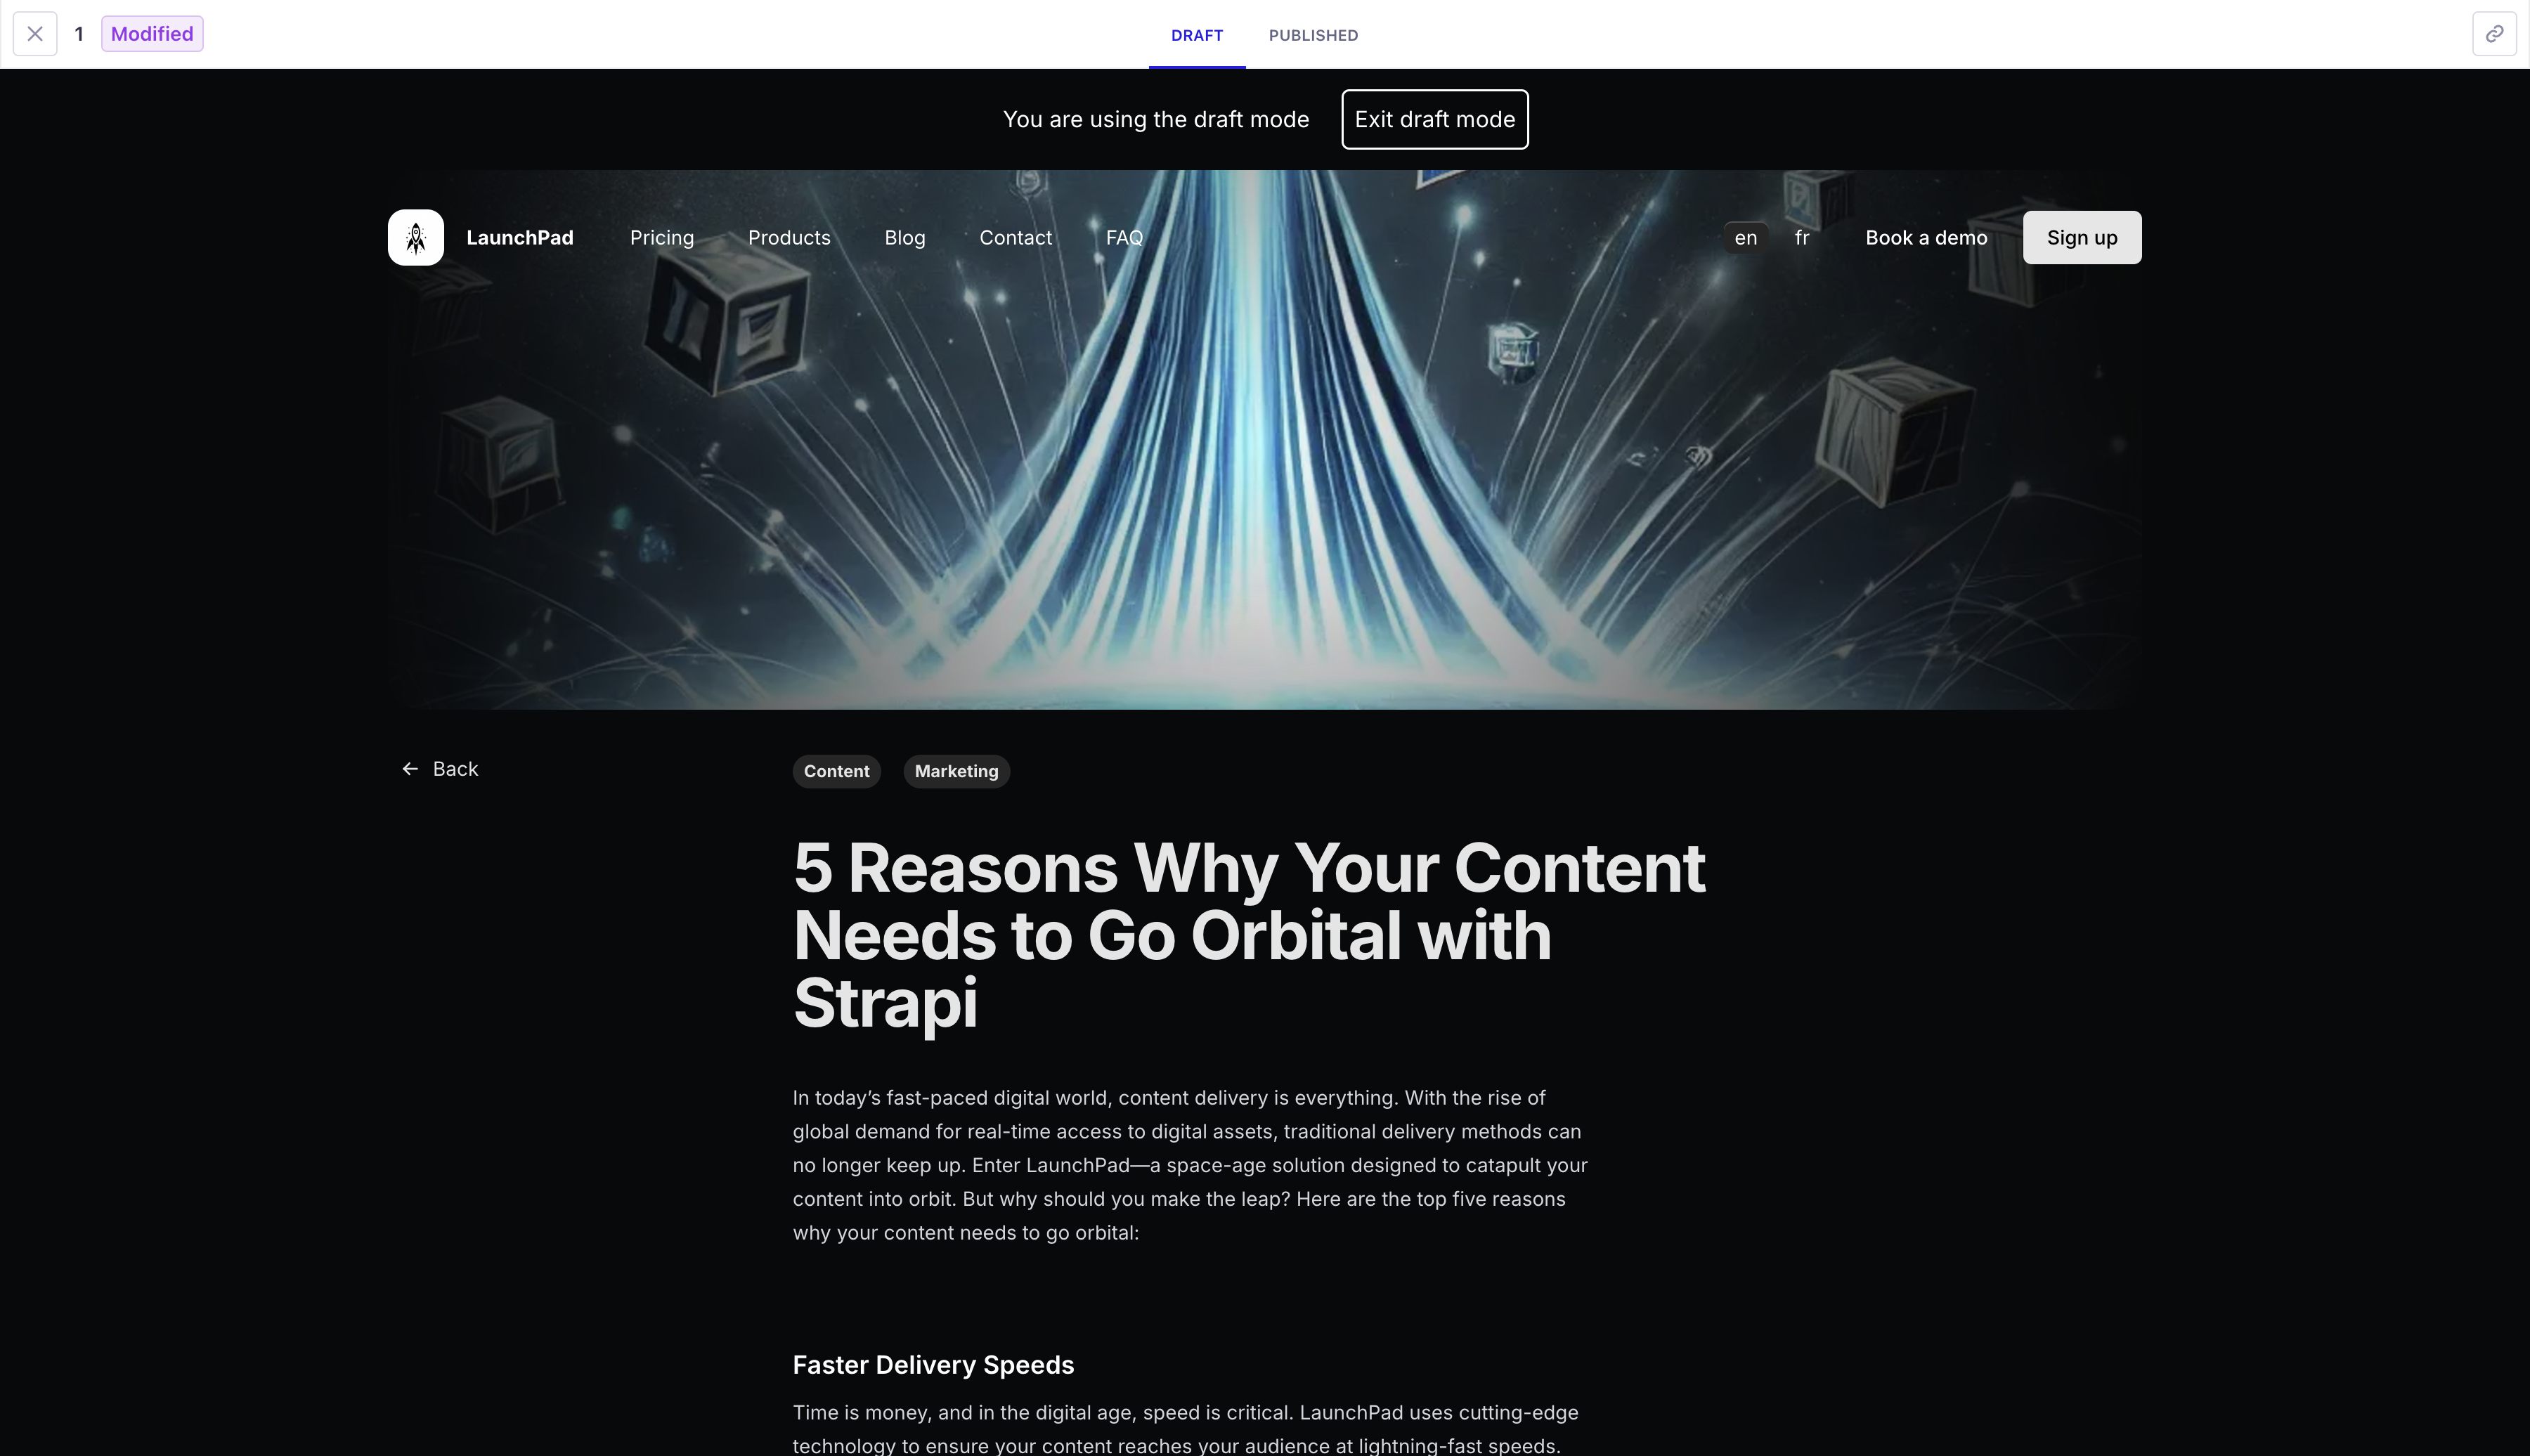 1 Modified DRAFT PUBLISHED
You are using the draft mode Exit draft mode
LaunchPad Pricing Products Blog Contact FAQ en fr Book a demo Sign up
Back
Content Marketing
5 Reasons Why Your Content
Needs to Go Orbital with
Strapi
In today’s fast-paced digital world, content delivery is everything. With the rise of
global demand for real-time access to digital assets, traditional delivery methods can
no longer keep up. Enter LaunchPad—a space-age solution designed to catapult your
content into orbit. But why should you make the leap? Here are the top five reasons
why your content needs to go orbital:
Faster Delivery Speeds
Time is money, and in the digital age, speed is critical. LaunchPad uses cutting-edge
technology to ensure your content reaches your audience at lightning-fast speeds.